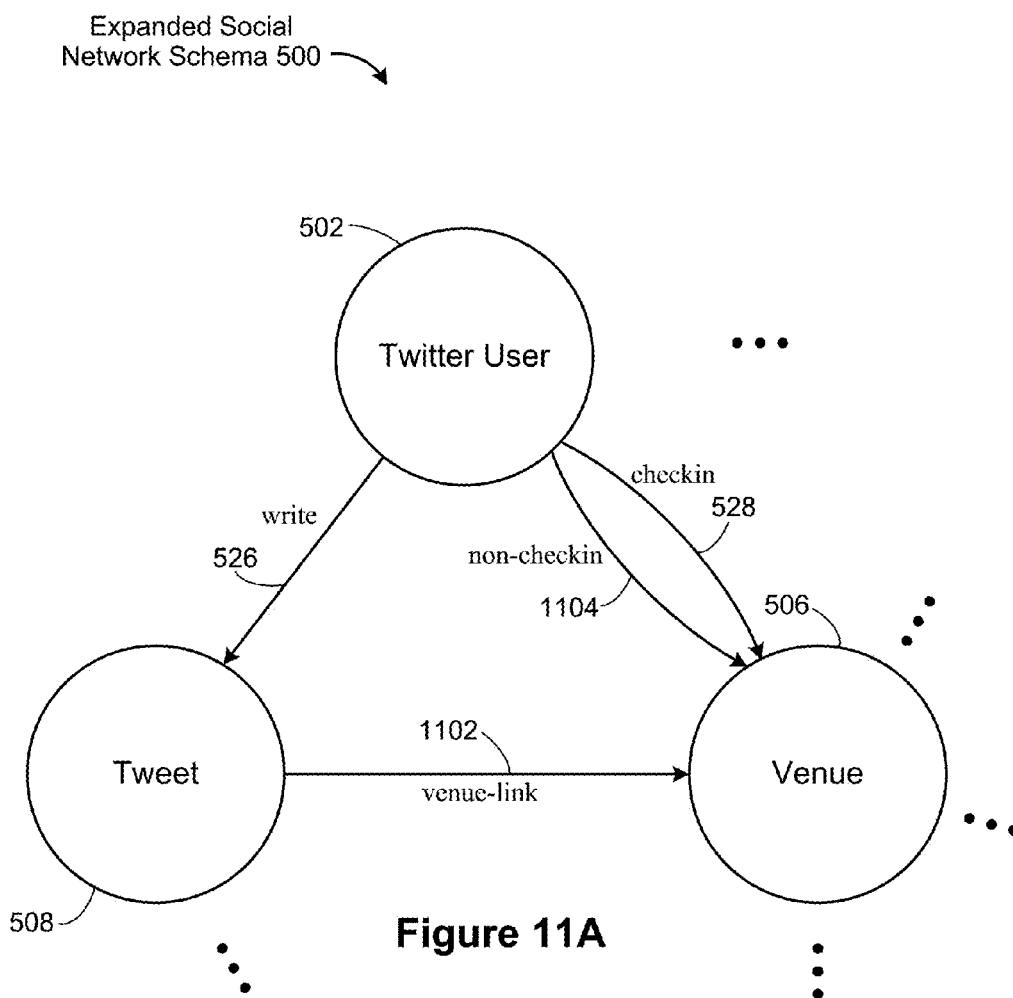 Expanded Social
Network Schema 500
502
Twitter User
checkin
write
528
526
non-checkin
1104
506
1102
Tweet
Venue
venue-link
508
Figure 11A